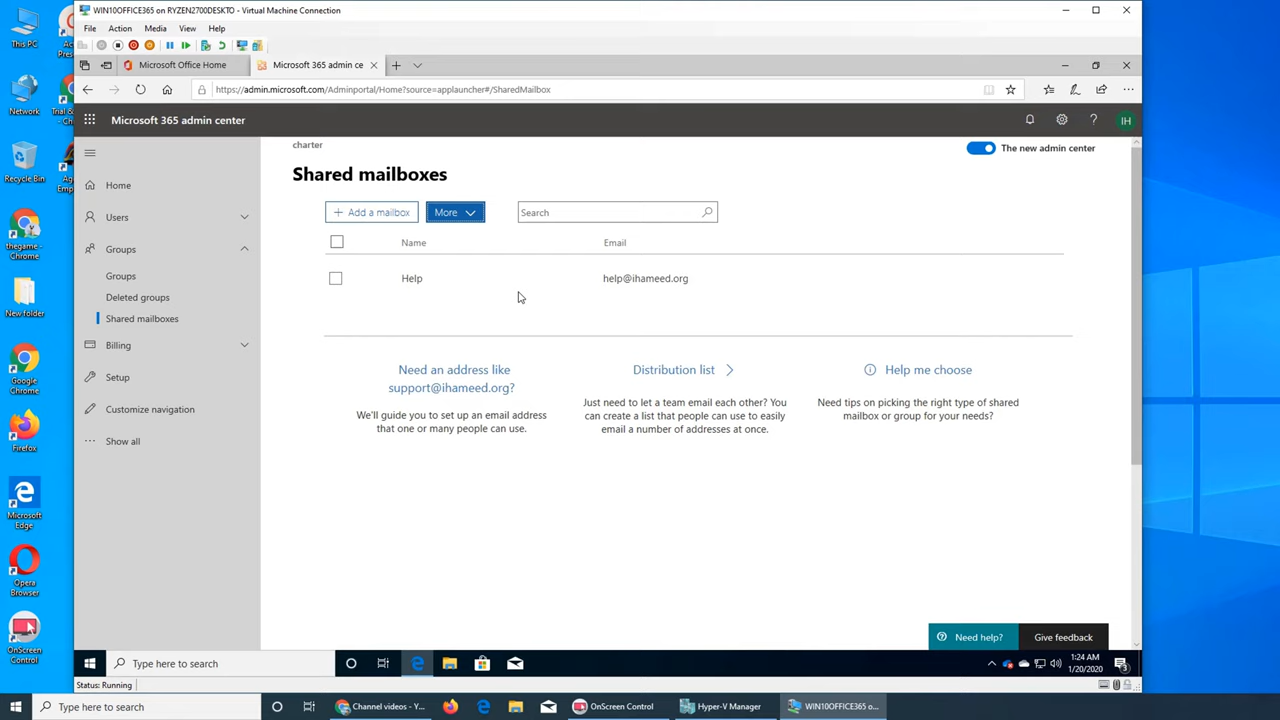 WIN10OFFICE365 on RYZEN2700DESKTO - Virtual Machine Connection
File Action Media View Help
Microsoft Office Home
Microsoft 365 admin ce
https://admin.microsoft.com/Adminportal/Home?source=applauncher#/SharedMailbox
Microsoft 365 admin center
IH
charter
The new admin center
Shared mailboxes
Add a mailbox
More
Search
Name Email
Help help@ihameed.org
Home
Users
Groups
Groups
Deleted groups
Shared mailboxes
Billing
Setup
Customize navigation
Show all
Need an address like
support@ihameed.org?
We'll guide you to set up an email address
that one or many people can use.
Distribution list
Just need to let a team email each other? You
can create a list that people can use to easily
email a number of addresses at once.
Help me choose
Need tips on picking the right type of shared
mailbox or group for your needs?
Need help?
Give feedback
Type here to search
1:24 AM
1/20/2020
3
Status: Running
This PC
Network
Recycle Bin
thegame -
Chrome
New folder
Google
Chrome
Firefox
Microsoft
Edge
Opera
Browser
OnScreen
Control
Type here to search
Channel videos - Y...
OnScreen Control
Hyper-V Manager
WIN10OFFICE365 o...